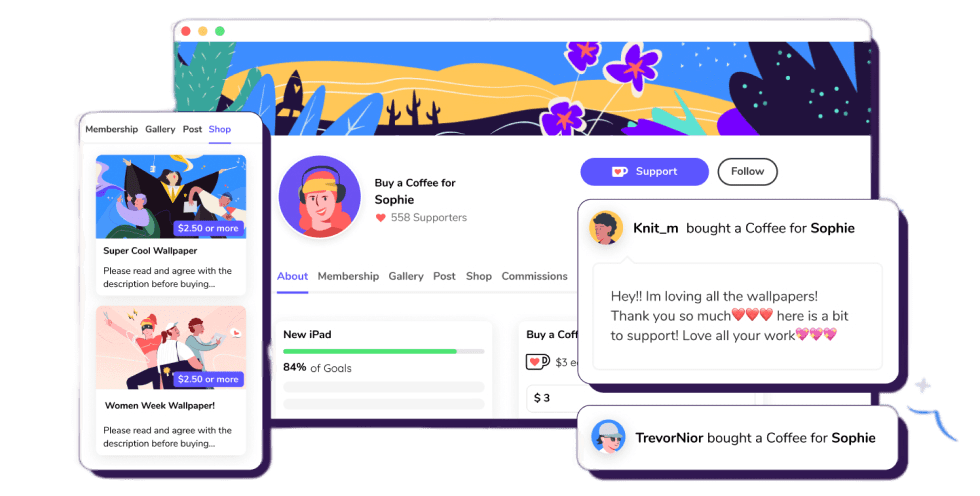 Membership Gallery Post Shop
$2.50 or more
Super Cool Wallpaper
Please read and agree with the
description before buying...
$2.50 or more
Women Week Wallpaper!
Please read and agree with the
description before buying...
Buy a Coffee for
Sophie
558 Supporters
Support
Follow
About Membership Gallery Post Shop Commissions
New iPad
84% of Goals
Buy a Coff
$3 e
$ 3
Knit_m bought a Coffee for Sophie
Hey!! Im loving all the wallpapers!
Thank you so much❤️❤️❤️ here is a bit
to support! Love all your work💖💖💖
TrevorNior bought a Coffee for Sophie